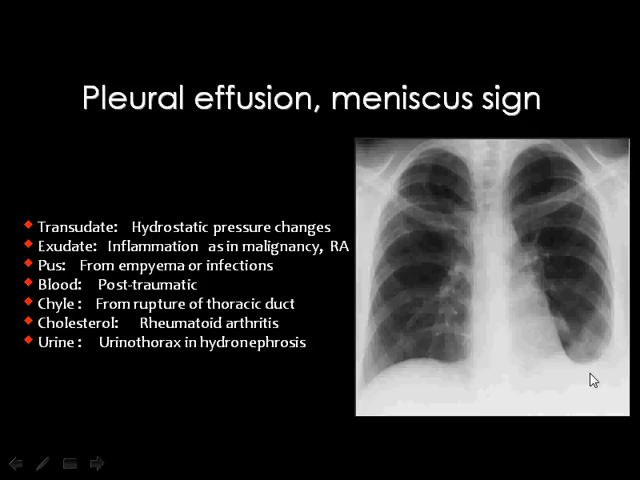 Pleural effusion, meniscus sign
Transudate: Hydrostatic pressure changes
Exudate: Inflammation as in malignancy, RA
Pus: From empyema or infections
Blood: Post-traumatic
Chyle : From rupture of thoracic duct
Cholesterol: Rheumatoid arthritis
Urine : Urinothorax in hydronephrosis